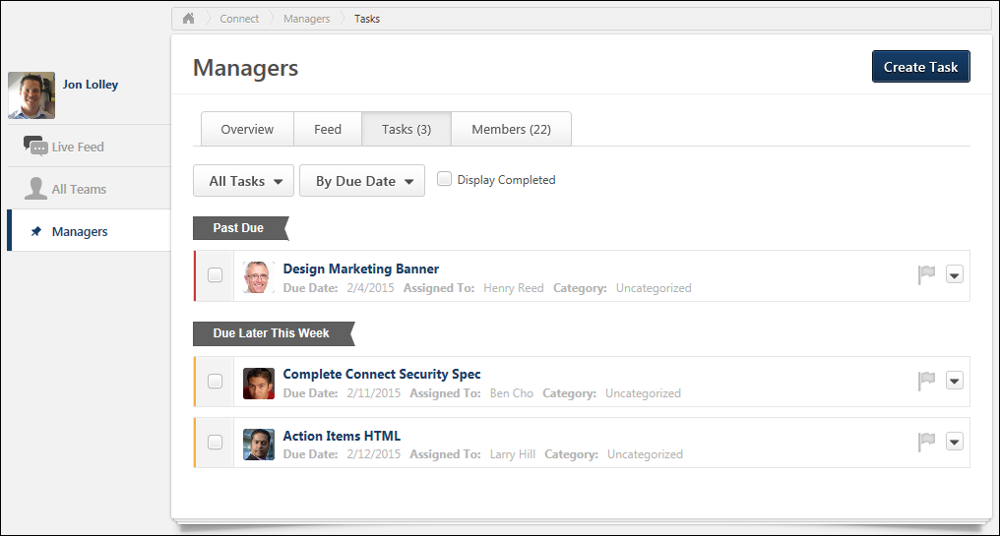 Connect Managers Tasks
Jon Lolley
Live Feed
All Teams
Managers
Managers
Create Task
Overview Feed Tasks (3) Members (22)
All Tasks By Due Date Display Completed
Past Due
Design Marketing Banner
Due Date: 2/4/2015 Assigned To: Henry Reed Category: Uncategorized
Due Later This Week
Complete Connect Security Spec
Due Date: 2/11/2015 Assigned To: Ben Cho Category: Uncategorized
Action Items HTML
Due Date: 2/12/2015 Assigned To: Larry Hill Category: Uncategorized